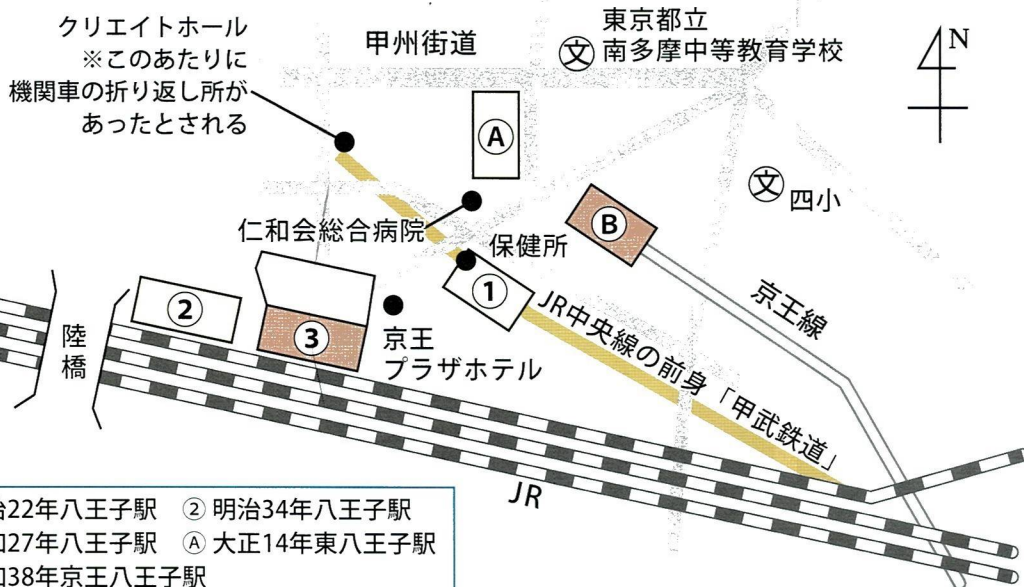 クリエイトホール
※このあたりに
機関車の折り返し所が
あったとされる
甲州街道
東京都立
南多摩中等教育学校
文
N
A
文
四小
B
仁和会総合病院
保健所
1
京王線
2
3
陸橋
京王
プラザホテル
JR中央線の前身「甲武鉄道」
JR
22年八王子駅 ② 明治34年八王子駅
27年八王子駅 Ⓐ 大正14年東八王子駅
38年京王八王子駅